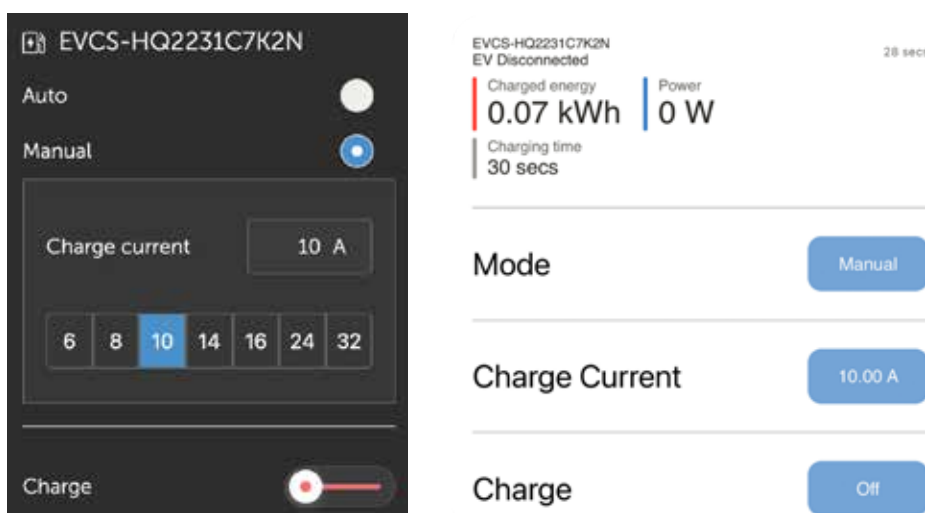 EVCS-HQ2231C7K2N
Auto
Manual
Charge current 10 A
6 8 10 14 16 24 32
Charge
EVCS-HQ2231C7K2N
EV Disconnected
28 secs
Charged energy Power
0.07 kWh 0 W
Charging time
30 secs
Mode Manual
Charge Current 10.00 A
Charge Off